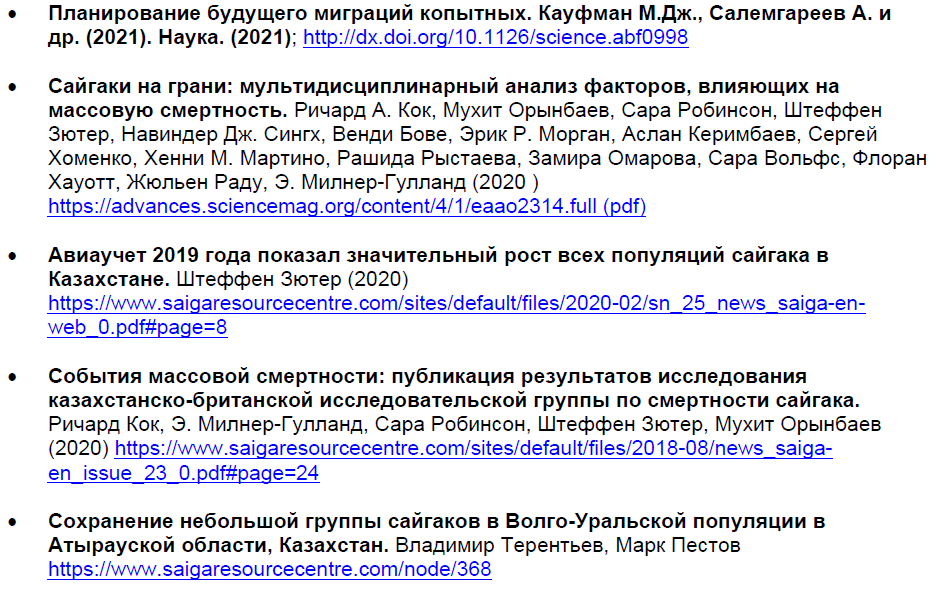 • Планирование будущего миграций копытных. Кауфман М.Дж., Салемгареев А. и
др. (2021). Наука. (2021); http://dx.doi.org/10.1126/science.abf0998
• Сайгаки на грани: мультидисциплинарный анализ факторов, влияющих на
массовую смертность. Ричард А. Кок, Мухит Орынбаев, Сара Робинсон, Штеффен
Зютер, Навиндер Дж. Сингх, Венди Бове, Эрик Р. Морган, Аслан Керимбаев, Сергей
Хоменко, Хенни М. Мартино, Рашида Рыстаева, Замира Омарова, Сара Вольфс, Флоран
Хауотт, Жюльен Раду, Э. Милнер-Гулланд (2020 )
https://advances.sciencemag.org/content/4/1/eaao2314.full (pdf)
• Авиаучет 2019 года показал значительный рост всех популяций сайгака в
Казахстане. Штеффен Зютер (2020)
https://www.saigaresourcecentre.com/sites/default/files/2020-02/sn_25_news_saiga-en-
web_0.pdf#page=8
• События массовой смертности: публикация результатов исследования
казахстанско-британской исследовательской группы по смертности сайгака.
Ричард Кок, Э. Милнер-Гулланд, Сара Робинсон, Штеффен Зютер, Мухит Орынбаев
(2020) https://www.saigaresourcecentre.com/sites/default/files/2018-08/news_saiga-
en_issue_23_0.pdf#page=24
• Сохранение небольшой группы сайгаков в Волго-Уральской популяции в
Атырауской области, Казахстан. Владимир Терентьев, Марк Пестов
https://www.saigaresourcecentre.com/node/368